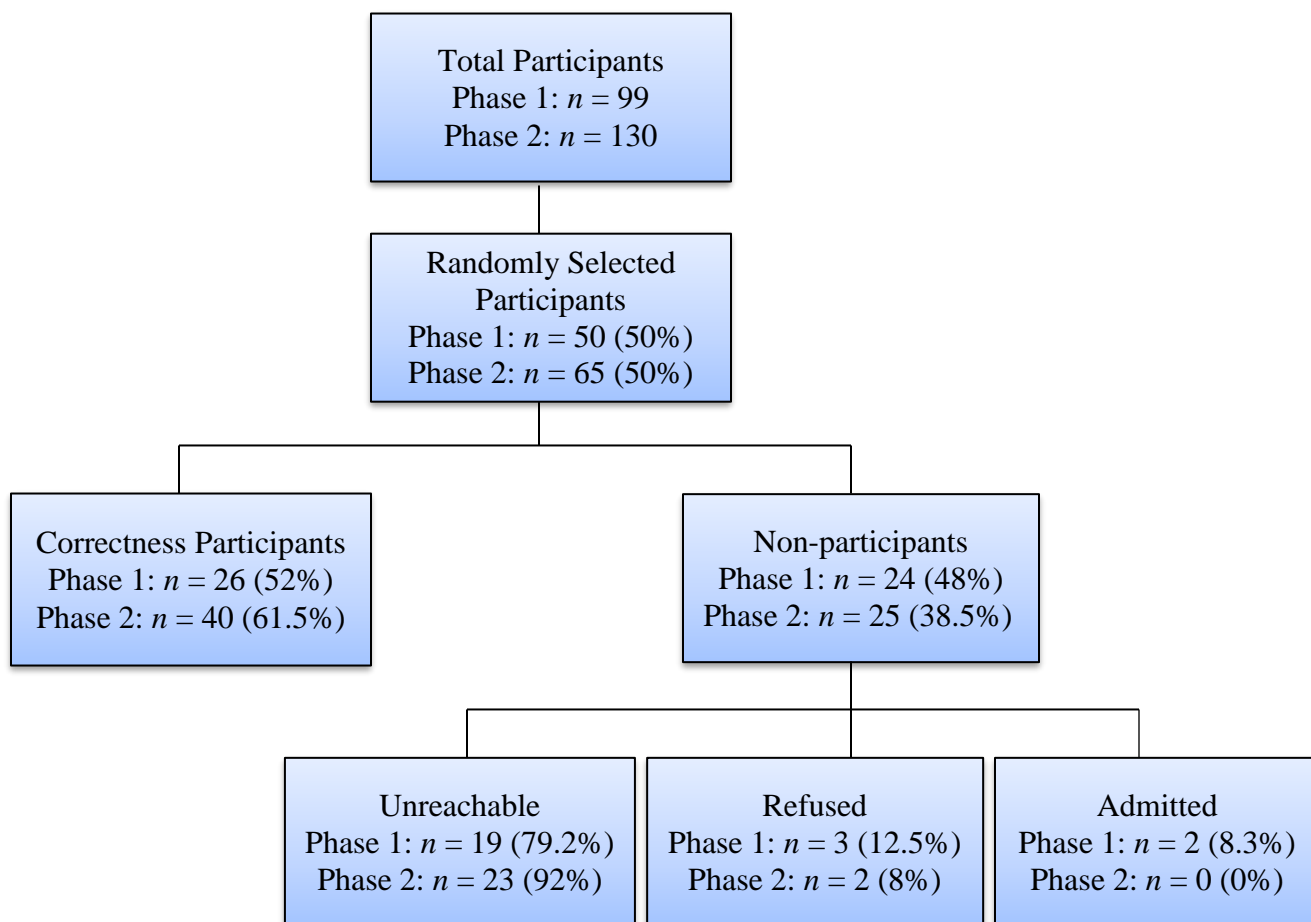 Total Participants
Phase 1: n = 99
Phase 2: n = 130
Randomly Selected
Participants
Phase 1: n = 50 (50%)
Phase 2: n = 65 (50%)
Correctness Participants
Phase 1: n = 26 (52%)
Phase 2: n = 40 (61.5%)
Non-participants
Phase 1: n = 24 (48%)
Phase 2: n = 25 (38.5%)
Unreachable
Phase 1: n = 19 (79.2%)
Phase 2: n = 23 (92%)
Refused
Phase 1: n = 3 (12.5%)
Phase 2: n = 2 (8%)
Admitted
Phase 1: n = 2 (8.3%)
Phase 2: n = 0 (0%)